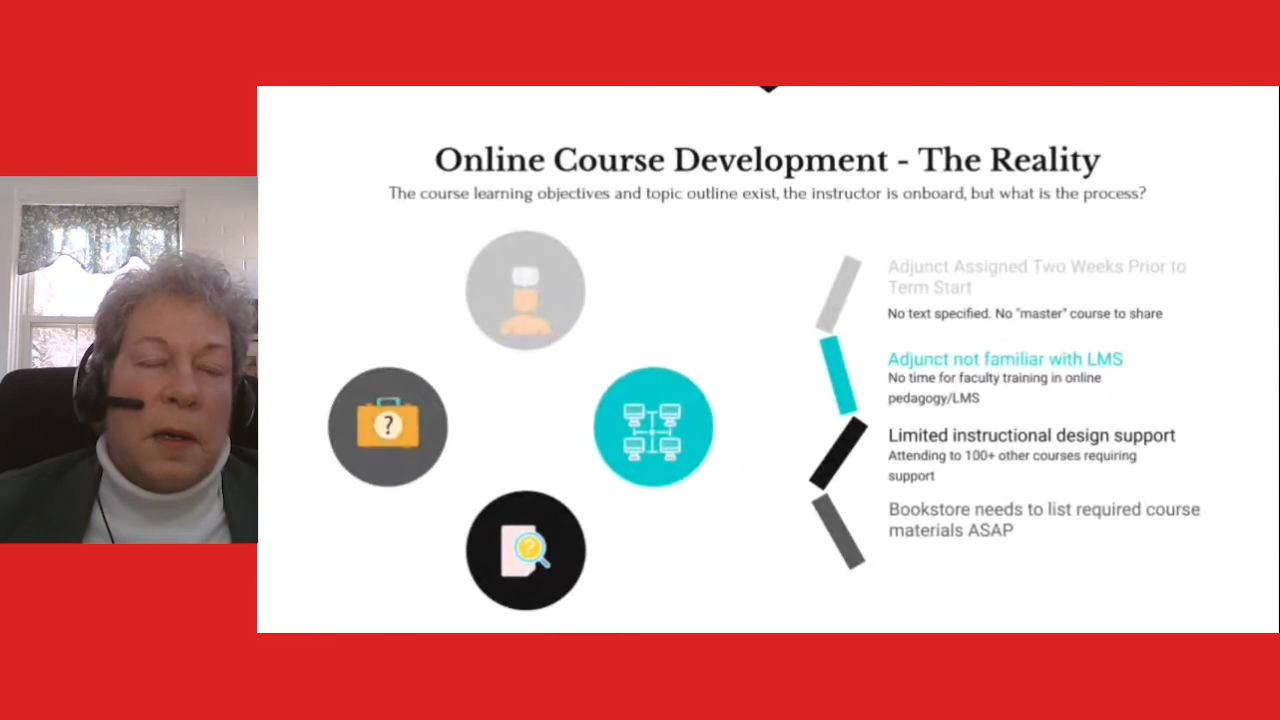 Online Course Development - The Reality
The course learning objectives and topic outline exist, the instructor is onboard, but what is the process?
Adjunct Assigned Two Weeks Prior to
Term Start
No text specified. No "master" course to share
Adjunct not familiar with LMS
No time for faculty training in online
pedagogy/LMS
Limited instructional design support
Attending to 100+ other courses requiring
support
Bookstore needs to list required course
materials ASAP
?
?